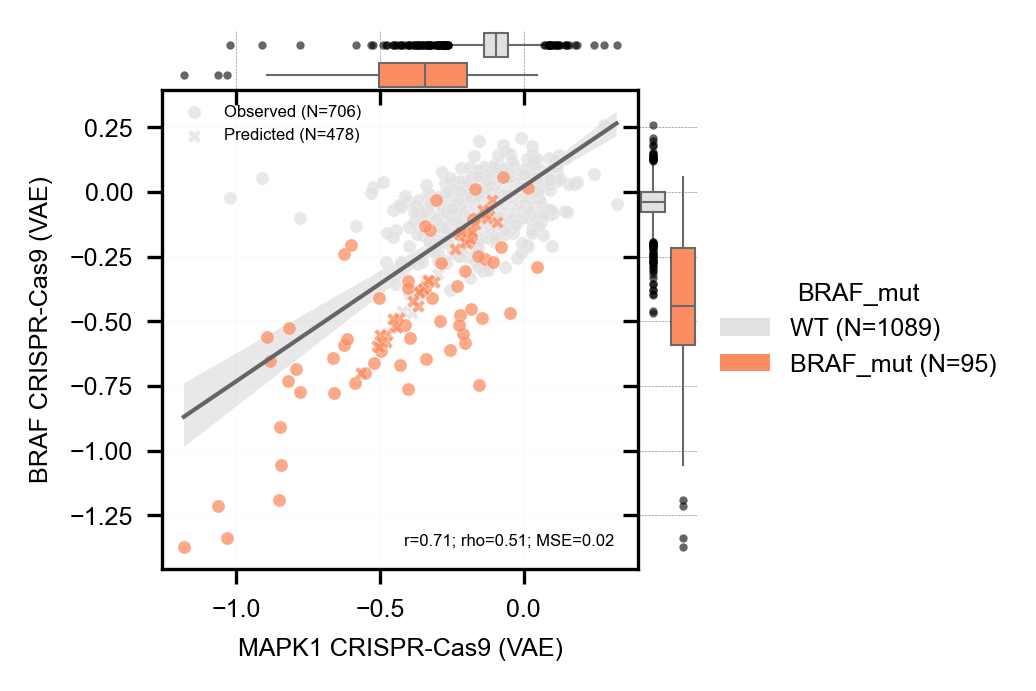 Observed (N=706)
Predicted (N=478)
0.25
0.00
−0.25
−0.50
−0.75
−1.00
−1.25
BRAF CRISPR-Cas9 (VAE)
r=0.71; rho=0.51; MSE=0.02
−1.0
−0.5
0.0
MAPK1 CRISPR-Cas9 (VAE)
BRAF_mut
WT (N=1089)
BRAF_mut (N=95)